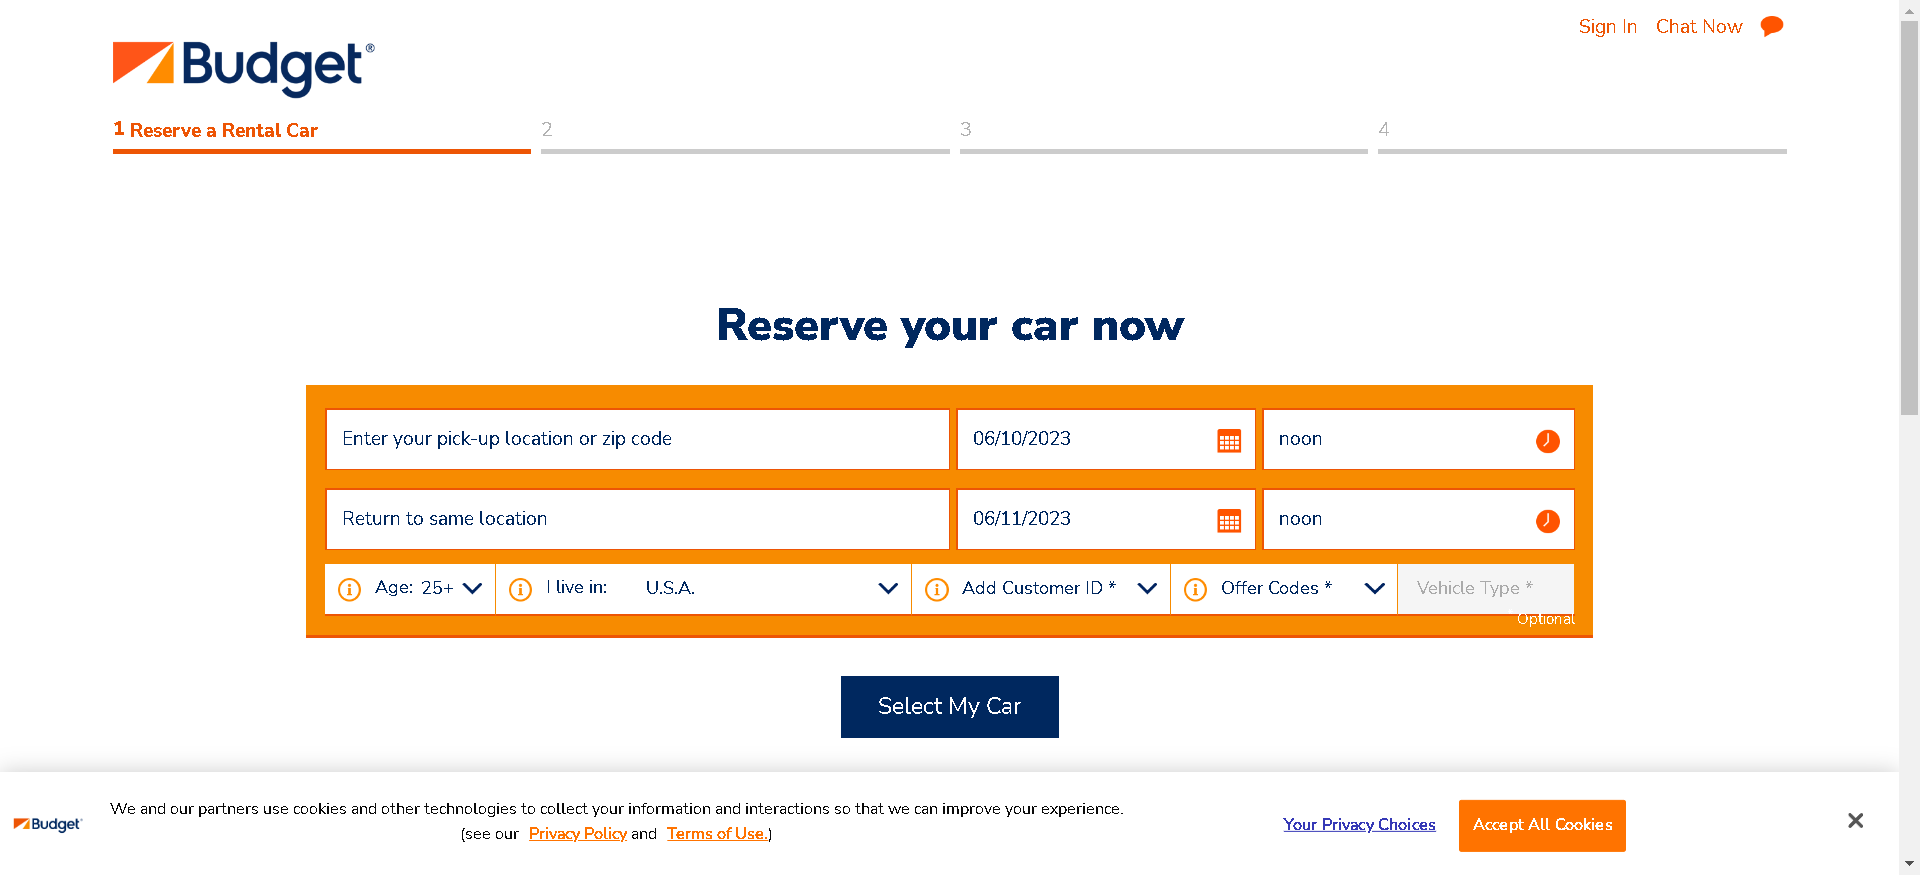 Sign In Chat Now
Budget®
1 Reserve a Rental Car 2 3 4
Reserve your car now
Enter your pick-up location or zip code 06/10/2023 noon
Return to same location 06/11/2023 noon
Age: 25+ I live in: U.S.A. Add Customer ID * Offer Codes * Vehicle Type *
* Optional
Select My Car
We and our partners use cookies and other technologies to collect your information and interactions so that we can improve your experience.
Budget Your Privacy Choices Accept All Cookies
(see our Privacy Policy and Terms of Use.)